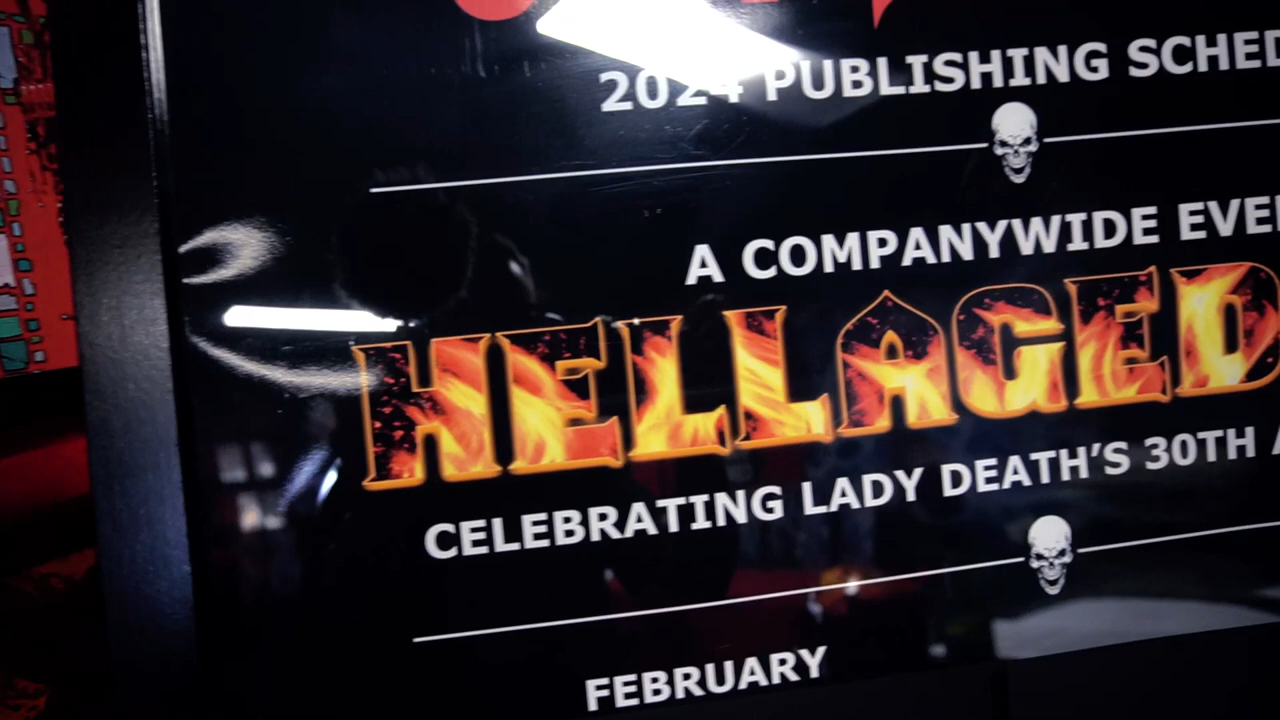 2024 PUBLISHING SCHED
A COMPANYWIDE EVE
HELLAGED
CELEBRATING LADY DEATH'S 30TH A
FEBRUARY